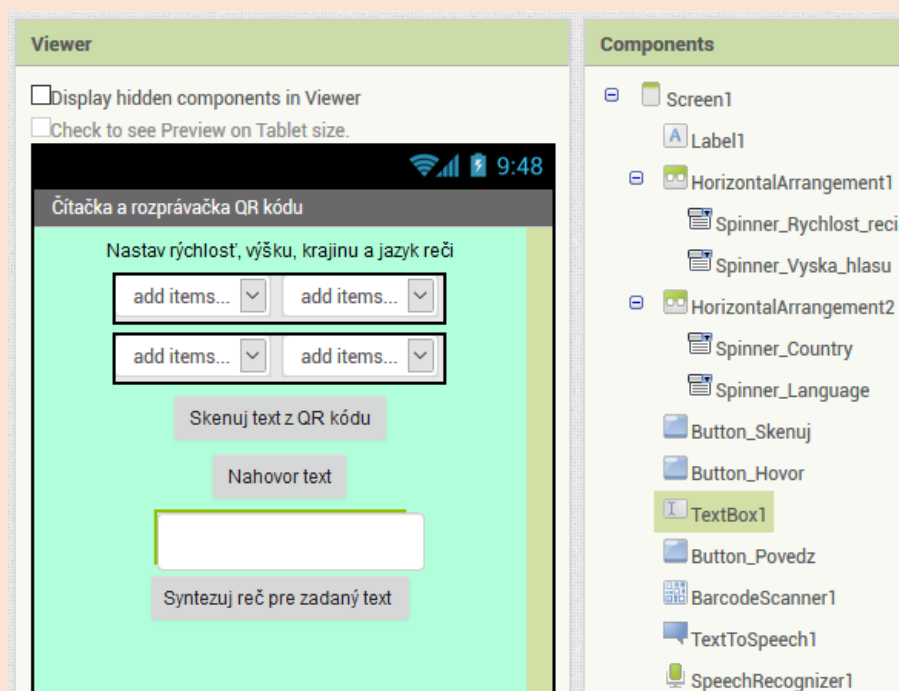 Viewer
Display hidden components in Viewer
Check to see Preview on Tablet size.
9:48
Čítačka a rozprávačka QR kódu
Nastav rýchlosť, výšku, krajinu a jazyk reči
add items... add items...
add items... add items...
Skenuj text z QR kódu
Nahovor text
Syntezuj reč pre zadaný text
Components
Screen1
A Label1
HorizontalArrangement1
Spinner_Rychlost_reci
Spinner_Vyska_hlasu
HorizontalArrangement2
Spinner_Country
Spinner_Language
Button_Skenuj
Button_Hovor
TextBox1
Button_Povedz
BarcodeScanner1
TextToSpeech1
SpeechRecognizer1